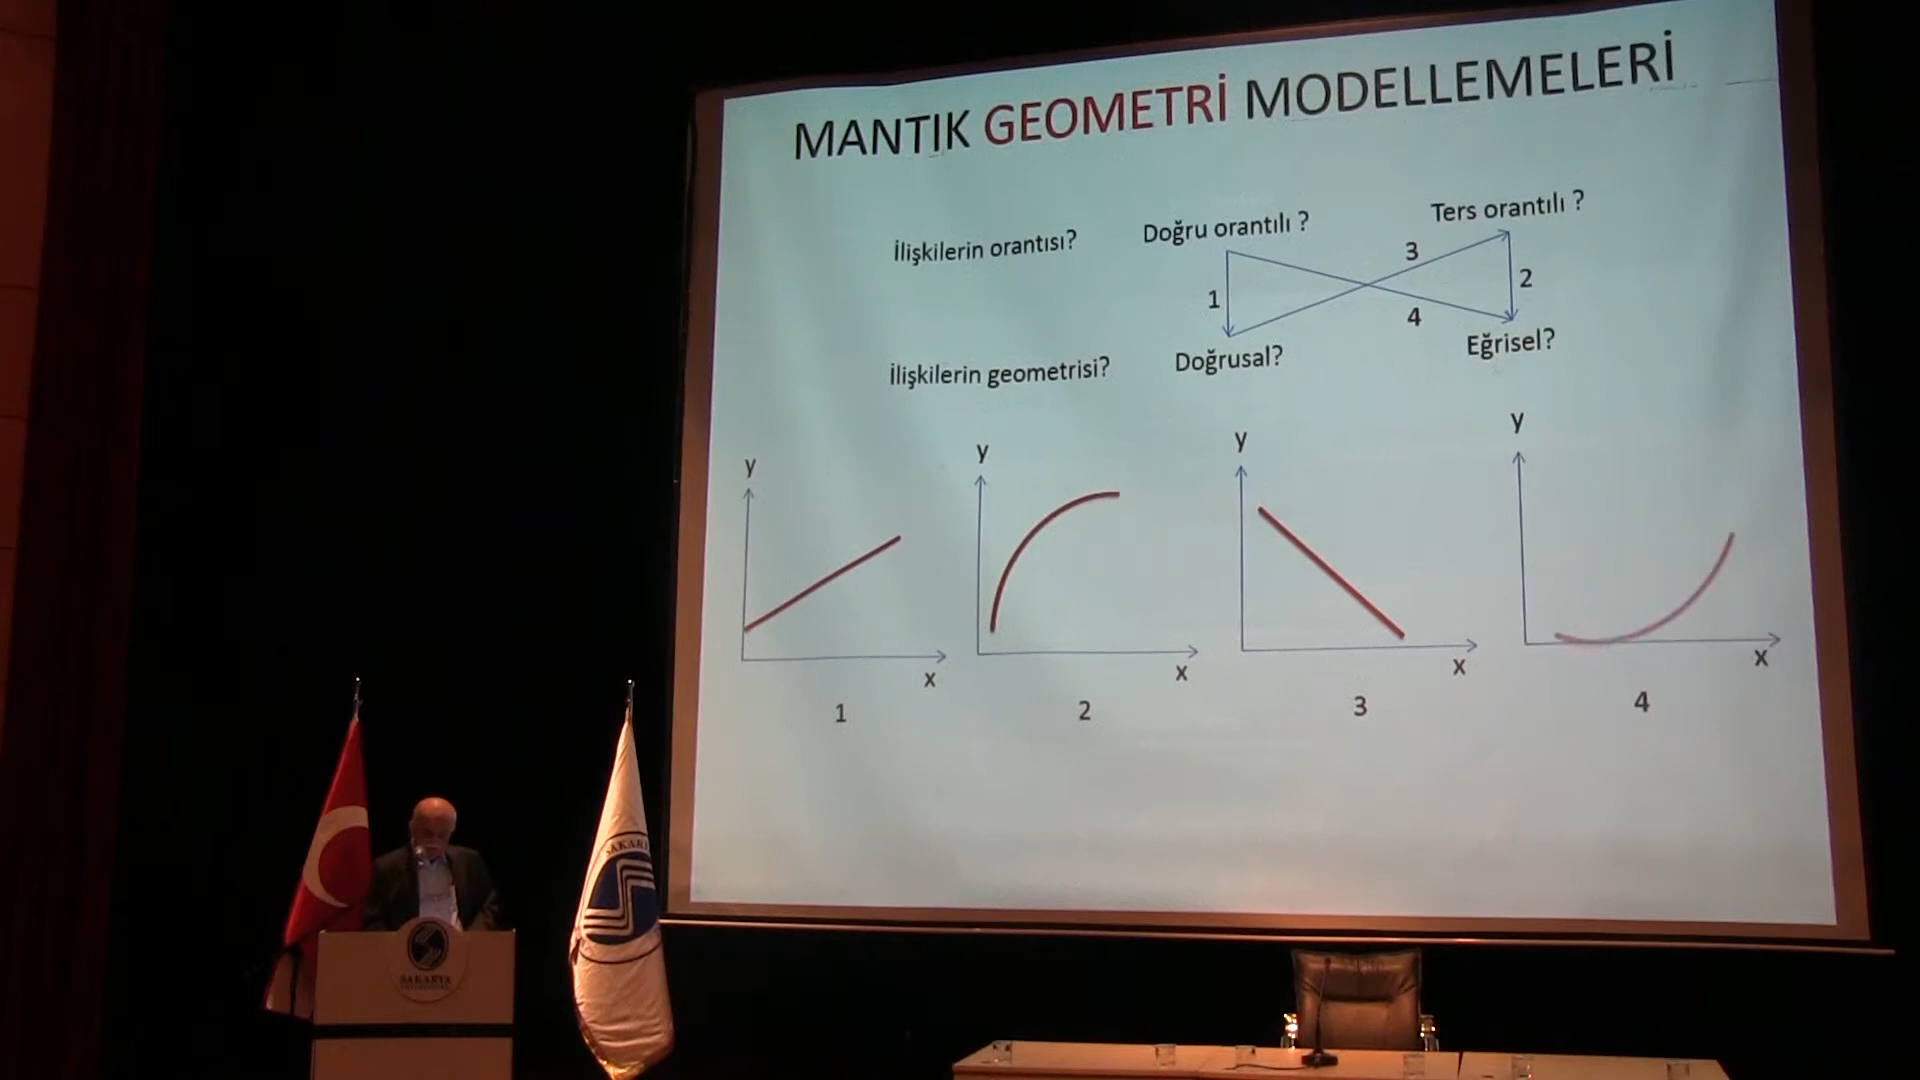 MANTIK GEOMETRİ MODELLEMELERİ
İlişkilerin orantısı? Doğru orantılı ? Ters orantılı ?
3
1 2
4
İlişkilerin geometrisi? Doğrusal? Eğrisel?
y y y y
x x x x
1 2 3 4
SAKARYA